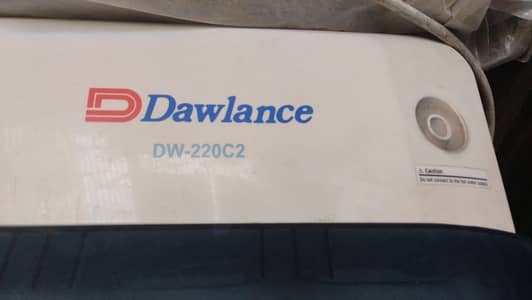 Dawlance
DW-220C2
⚠ Caution
Do not connect to the hot water supply